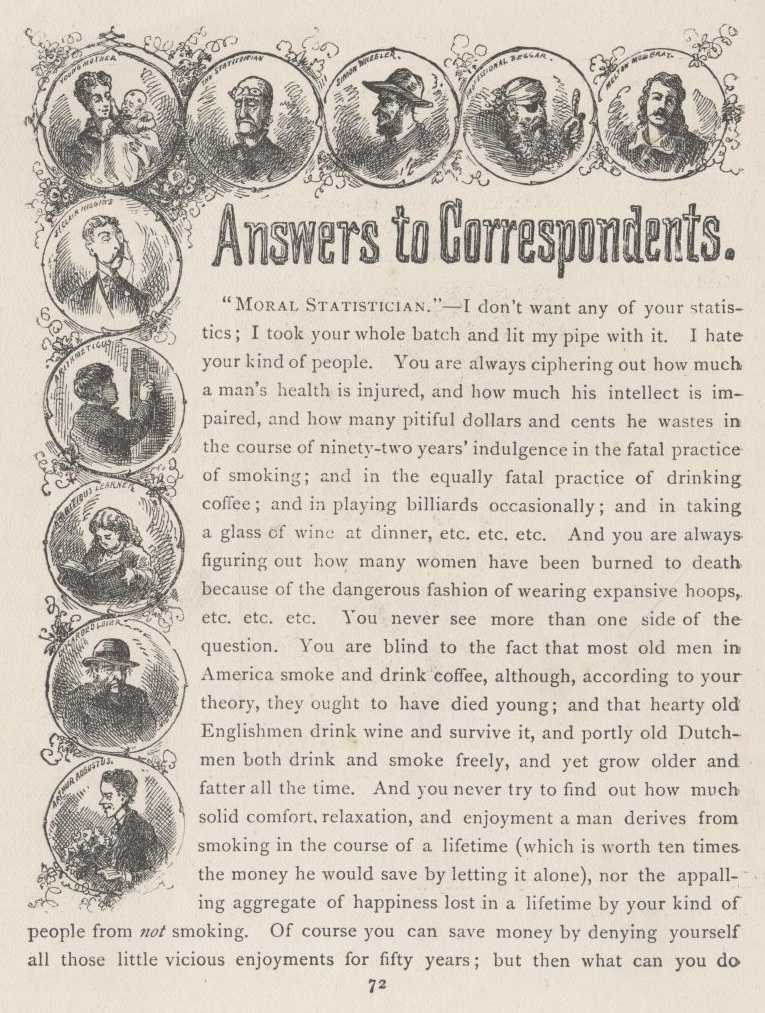 YOUNG MOTHER
STATISTICIAN
SIMON WHEELER.
PROFESSIONAL BEGGAR.
MELTON MOWBRAY.
ST CLAIR HIGGINS
ARITHMETICUS
AMBITIOUS LEARNER
ARTHUR AUGUSTUS.
Answers to Correspondents.
“MORAL STATISTICIAN.”—I don't want any of your statis-
tics; I took your whole batch and lit my pipe with it. I hate
your kind of people. You are always ciphering out how much
a man's health is injured, and how much his intellect is im-
paired, and how many pitiful dollars and cents he wastes in
the course of ninety-two years' indulgence in the fatal practice
of smoking; and in the equally fatal practice of drinking
coffee; and in playing billiards occasionally; and in taking
a glass of wine at dinner, etc. etc. etc. And you are always
figuring out how many women have been burned to death
because of the dangerous fashion of wearing expansive hoops,
etc. etc. etc. You never see more than one side of the
question. You are blind to the fact that most old men in
America smoke and drink coffee, although, according to your
theory, they ought to have died young; and that hearty old
Englishmen drink wine and survive it, and portly old Dutch-
men both drink and smoke freely, and yet grow older and
fatter all the time. And you never try to find out how much
solid comfort, relaxation, and enjoyment a man derives from
smoking in the course of a lifetime (which is worth ten times
the money he would save by letting it alone), nor the appall-
ing aggregate of happiness lost in a lifetime by your kind of
people from not smoking. Of course you can save money by denying yourself
all those little vicious enjoyments for fifty years; but then what can you do
72